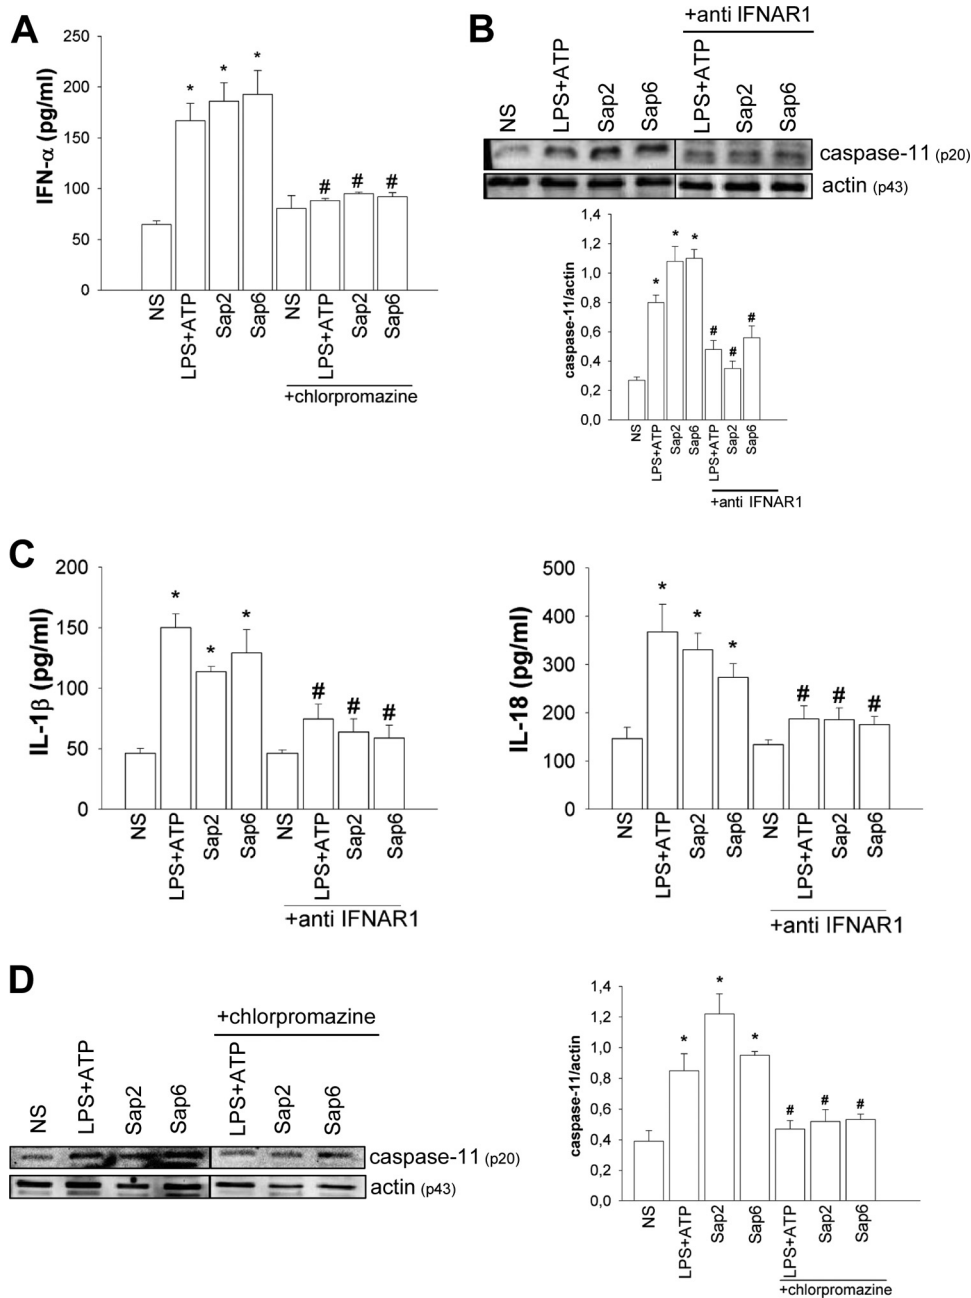 A
IFN-α (pg/ml)
250
200
150
100
50
0
*
*
*
#
#
#
NS
LPS+ATP
Sap2
Sap6
NS
LPS+ATP
Sap2
Sap6
+chlorpromazine
B
+anti IFNAR1
NS
LPS+ATP
Sap2
Sap6
LPS+ATP
Sap2
Sap6
caspase-11 (p20)
actin (p43)
caspase-11/actin
1,4
1,2
1,0
0,8
0,6
0,4
0,2
0,0
*
*
*
#
#
#
NS
LPS+ATP
Sap2
Sap6
LPS+ATP
Sap2
Sap6
+anti IFNAR1
C
IL-1β (pg/ml)
200
150
100
50
0
*
*
*
#
#
#
NS
LPS+ATP
Sap2
Sap6
NS
LPS+ATP
Sap2
Sap6
+anti IFNAR1
IL-18 (pg/ml)
500
400
300
200
100
0
*
*
*
#
#
#
NS
LPS+ATP
Sap2
Sap6
NS
LPS+ATP
Sap2
Sap6
+anti IFNAR1
D
+chlorpromazine
NS
LPS+ATP
Sap2
Sap6
LPS+ATP
Sap2
Sap6
caspase-11 (p20)
actin (p43)
caspase-11/actin
1,4
1,2
1,0
0,8
0,6
0,4
0,2
0,0
*
*
*
#
#
#
NS
LPS+ATP
Sap2
Sap6
LPS+ATP
Sap2
Sap6
+chlorpromazine